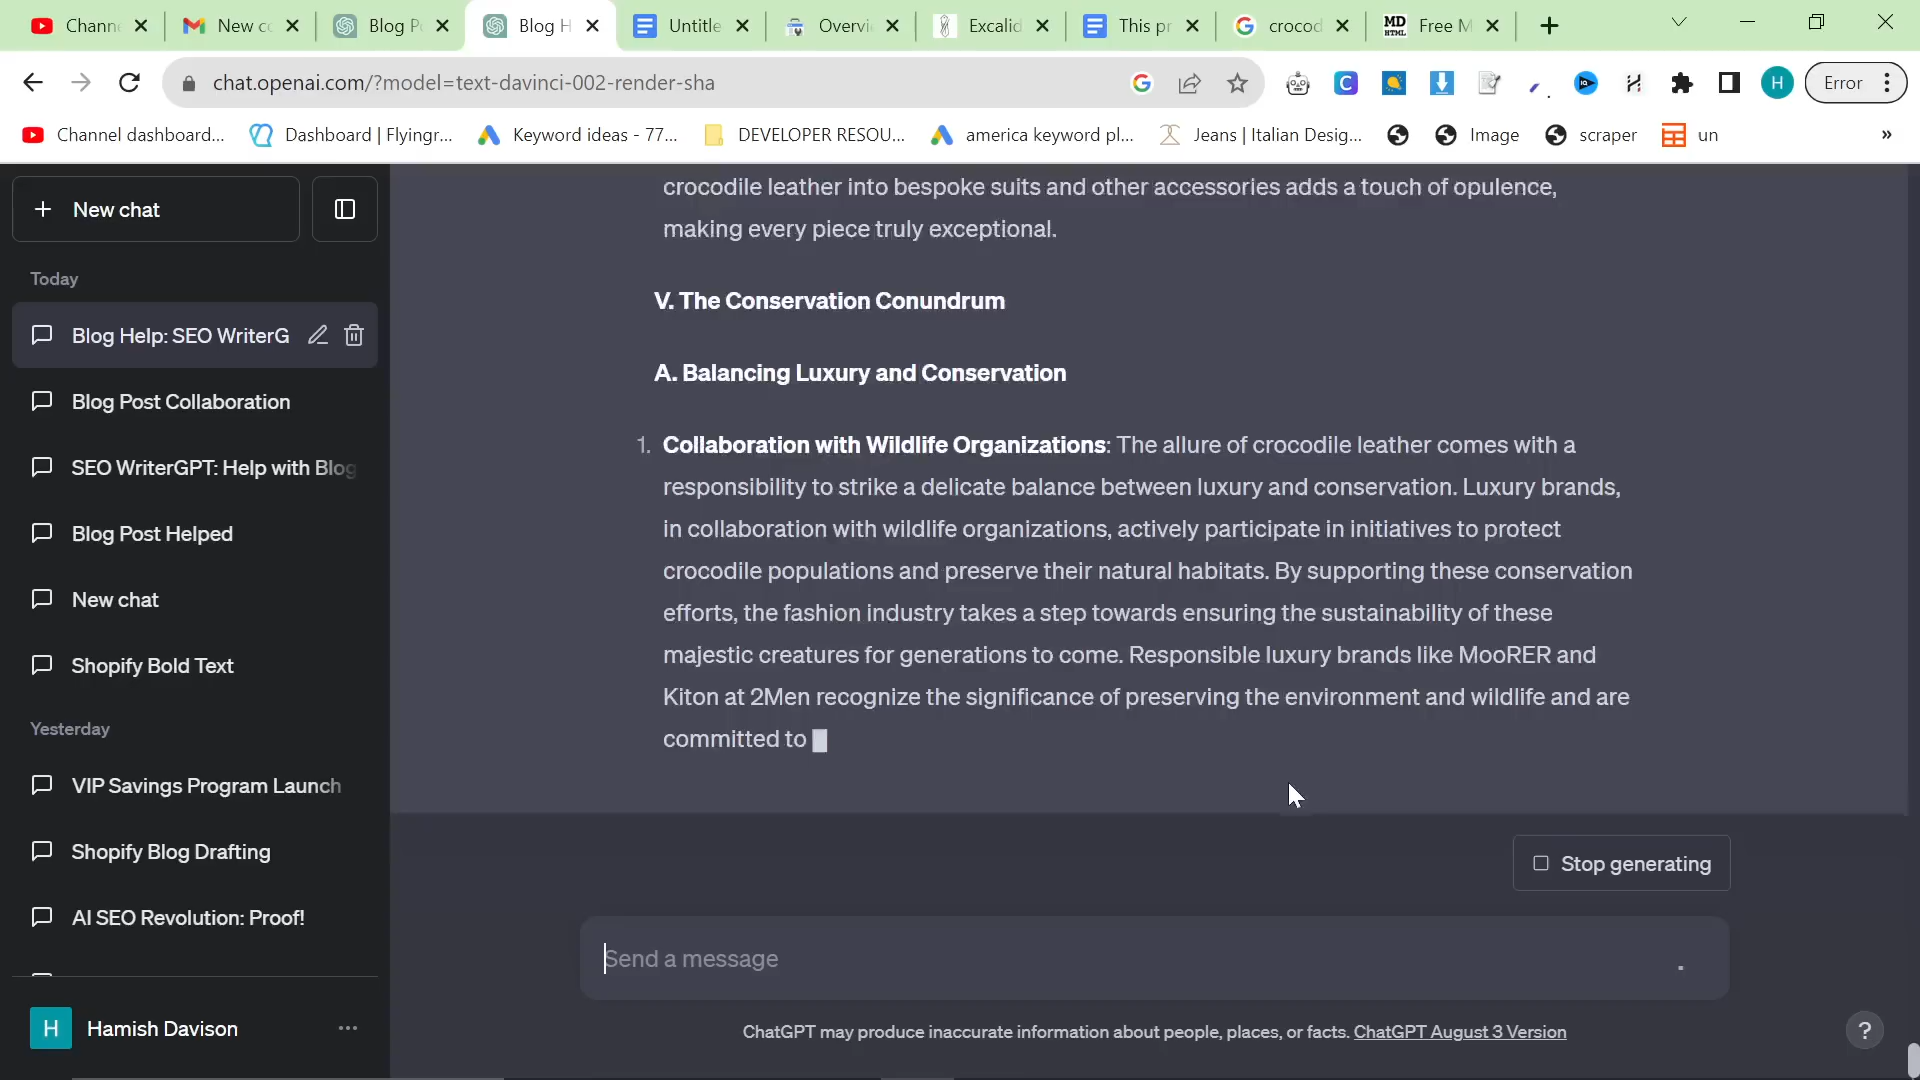 Channe
New co
Blog Po
Blog H
Untitle
Overvi
Excalid
This pr
crocod
MD HTML
Free M
chat.openai.com/?model=text-davinci-002-render-sha
H
Error
Channel dashboard...
Dashboard | Flyingr...
Keyword ideas - 77...
DEVELOPER RESOU...
america keyword pl...
Jeans | Italian Desig...
Image
scraper
un
»
New chat
Today
Blog Help: SEO WriterG
Blog Post Collaboration
SEO WriterGPT: Help with Blog
Blog Post Helped
New chat
Shopify Bold Text
Yesterday
VIP Savings Program Launch
Shopify Blog Drafting
AI SEO Revolution: Proof!
H
Hamish Davison
crocodile leather into bespoke suits and other accessories adds a touch of opulence,
making every piece truly exceptional.
V. The Conservation Conundrum
A. Balancing Luxury and Conservation
1. Collaboration with Wildlife Organizations: The allure of crocodile leather comes with a
responsibility to strike a delicate balance between luxury and conservation. Luxury brands,
in collaboration with wildlife organizations, actively participate in initiatives to protect
crocodile populations and preserve their natural habitats. By supporting these conservation
efforts, the fashion industry takes a step towards ensuring the sustainability of these
majestic creatures for generations to come. Responsible luxury brands like MooRER and
Kiton at 2Men recognize the significance of preserving the environment and wildlife and are
committed to
Stop generating
Send a message
ChatGPT may produce inaccurate information about people, places, or facts. ChatGPT August 3 Version
?